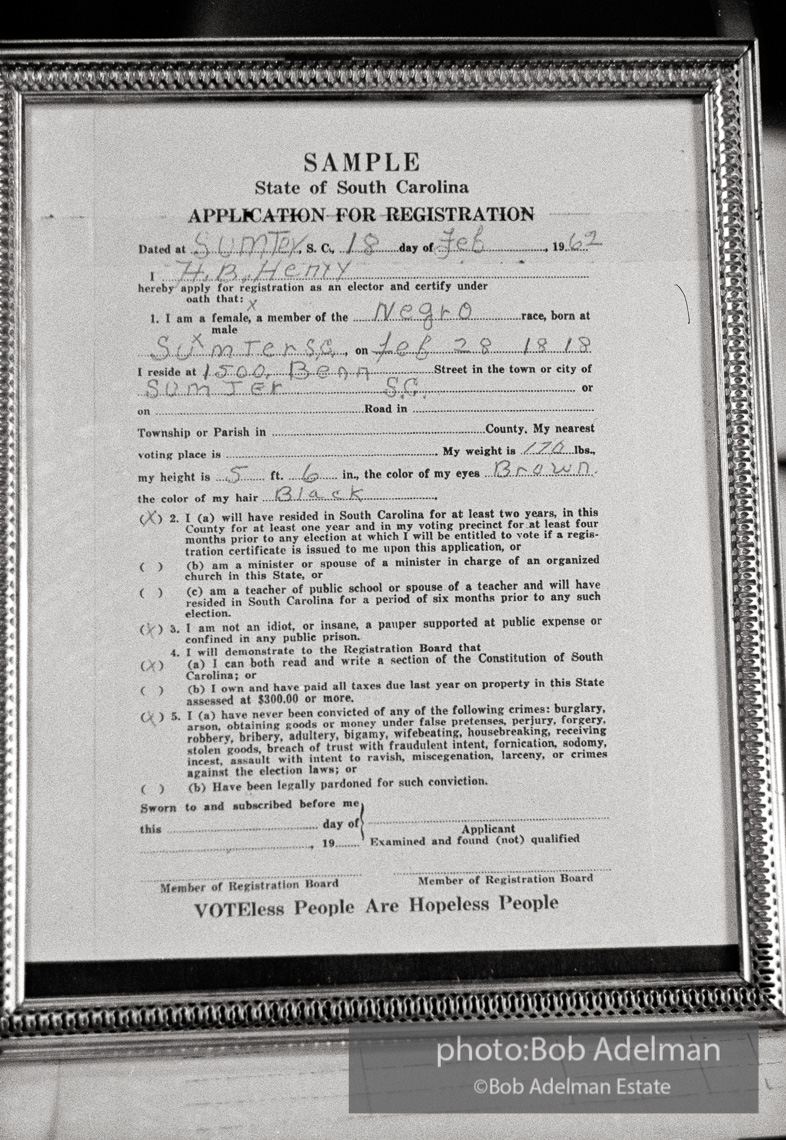 SAMPLE
State of South Carolina
APPLICATION FOR REGISTRATION
Dated at Sumter, S. C., 18 day of Feb, 1962
I H. B. Henry
hereby apply for registration as an elector and certify under
oath that: x
1. I am a female, a member of the Negro race, born at
male
Sumter S.C., on Feb 28 1818
I reside at 1500 Benn Street in the town or city of
Sumter S.C. or
on Road in
Township or Parish in County. My nearest
voting place is . My weight is 170 lbs.,
my height is 5 ft. 6 in., the color of my eyes Brown.
the color of my hair Black.
(X) 2. I (a) will have resided in South Carolina for at least two years, in this
County for at least one year and in my voting precinct for at least four
months prior to any election at which I will be entitled to vote if a regis-
tration certificate is issued to me upon this application, or
( ) (b) am a minister or spouse of a minister in charge of an organized
church in this State, or
( ) (c) am a teacher of public school or spouse of a teacher and will have
resided in South Carolina for a period of six months prior to any such
election.
(X) 3. I am not an idiot, or insane, a pauper supported at public expense or
confined in any public prison.
4. I will demonstrate to the Registration Board that
(X) (a) I can both read and write a section of the Constitution of South
Carolina; or
( ) (b) I own and have paid all taxes due last year on property in this State
assessed at $300.00 or more.
(X) 5. I (a) have never been convicted of any of the following crimes: burglary,
arson, obtaining goods or money under false pretenses, perjury, forgery,
robbery, bribery, adultery, bigamy, wifebeating, housebreaking, receiving
stolen goods, breach of trust with fraudulent intent, fornication, sodomy,
incest, assault with intent to ravish, miscegenation, larceny, or crimes
against the election laws; or
( ) (b) Have been legally pardoned for such conviction.
Sworn to and subscribed before me
this day of
Applicant
, 19 Examined and found (not) qualified
Member of Registration Board Member of Registration Board
VOTEless People Are Hopeless People
photo:Bob Adelman
©Bob Adelman Estate